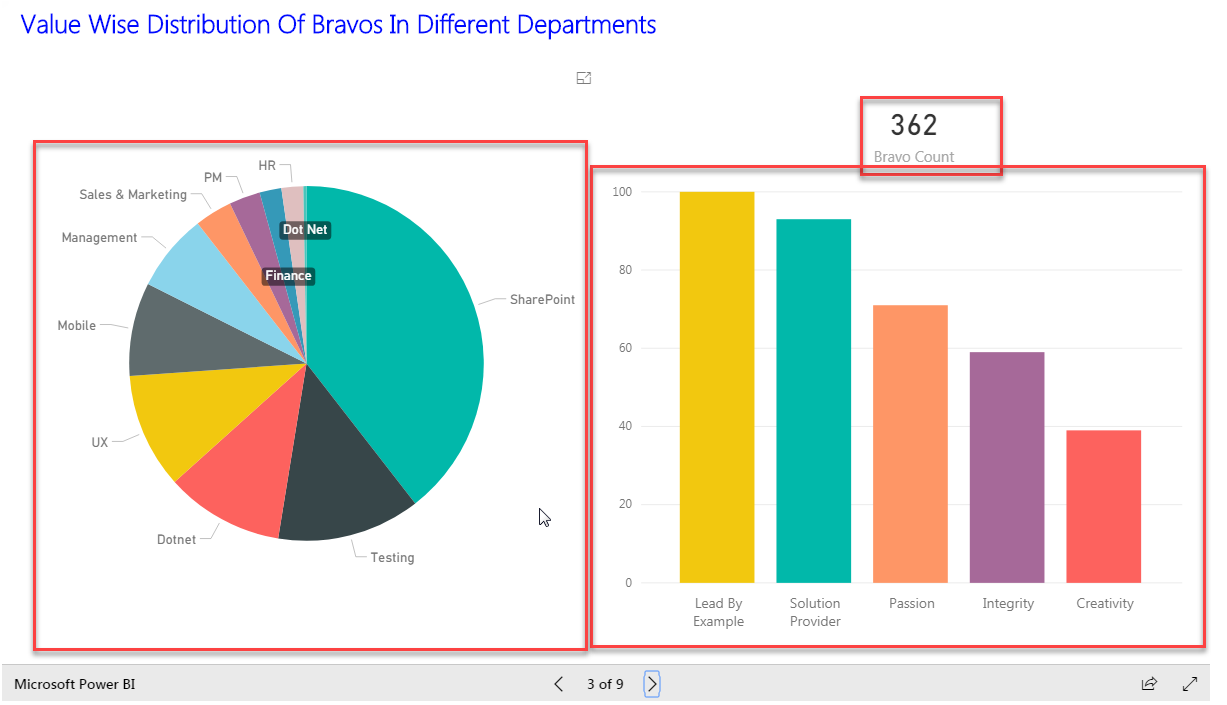 Value Wise Distribution Of Bravos In Different Departments
HR
PM
Sales & Marketing
Management
Mobile
UX
Dotnet
Testing
SharePoint
Dot Net
Finance
362
Bravo Count
100
80
60
40
20
0
Lead By
Example
Solution
Provider
Passion
Integrity
Creativity
Microsoft Power BI
3 of 9